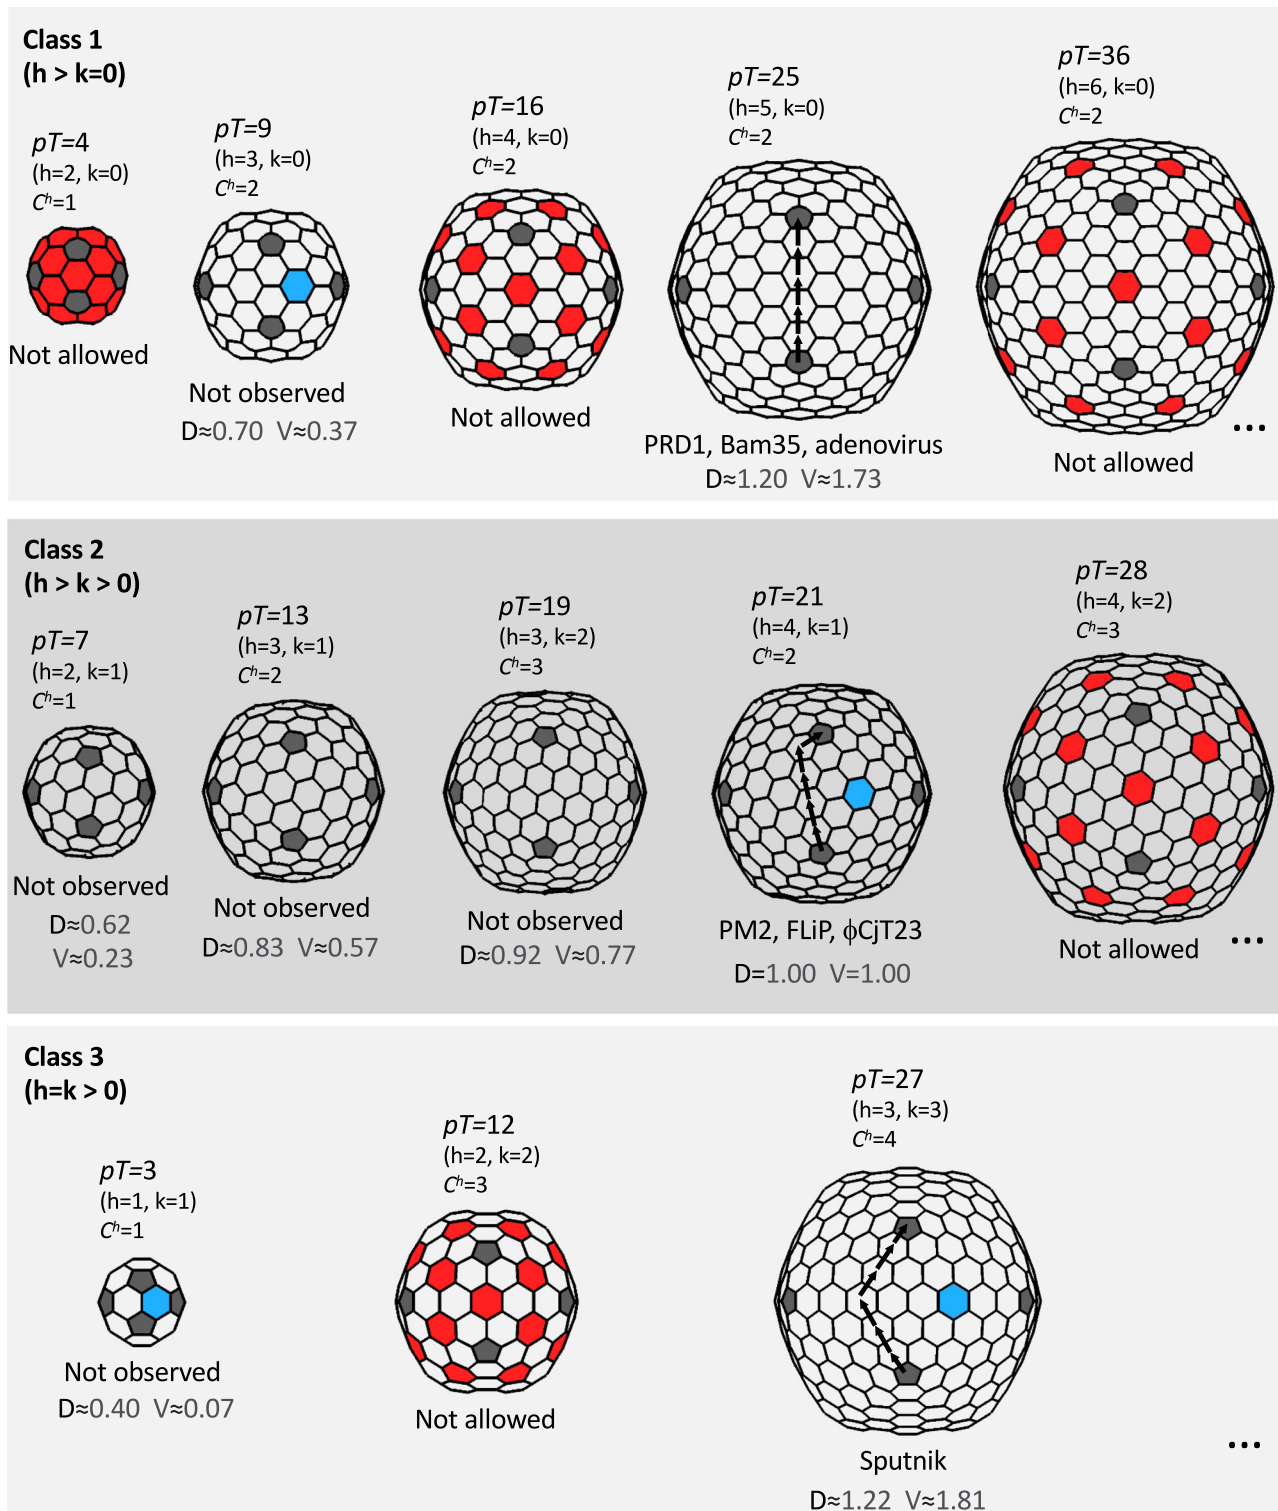 Class 1
(h > k=0)
pT=4
(h=2, k=0)
Cʰ=1
Not allowed
pT=9
(h=3, k=0)
Cʰ=2
Not observed
D≈0.70 V≈0.37
pT=16
(h=4, k=0)
Cʰ=2
Not allowed
pT=25
(h=5, k=0)
Cʰ=2
PRD1, Bam35, adenovirus
D≈1.20 V≈1.73
pT=36
(h=6, k=0)
Cʰ=2
Not allowed
...
Class 2
(h > k > 0)
pT=7
(h=2, k=1)
Cʰ=1
Not observed
D≈0.62
V≈0.23
pT=13
(h=3, k=1)
Cʰ=2
Not observed
D≈0.83 V≈0.57
pT=19
(h=3, k=2)
Cʰ=3
Not observed
D≈0.92 V≈0.77
pT=21
(h=4, k=1)
Cʰ=2
PM2, FLiP, ϕCjT23
D=1.00 V=1.00
pT=28
(h=4, k=2)
Cʰ=3
Not allowed
...
Class 3
(h=k > 0)
pT=3
(h=1, k=1)
Cʰ=1
Not observed
D≈0.40 V≈0.07
pT=12
(h=2, k=2)
Cʰ=3
Not allowed
pT=27
(h=3, k=3)
Cʰ=4
Sputnik
D≈1.22 V≈1.81
...